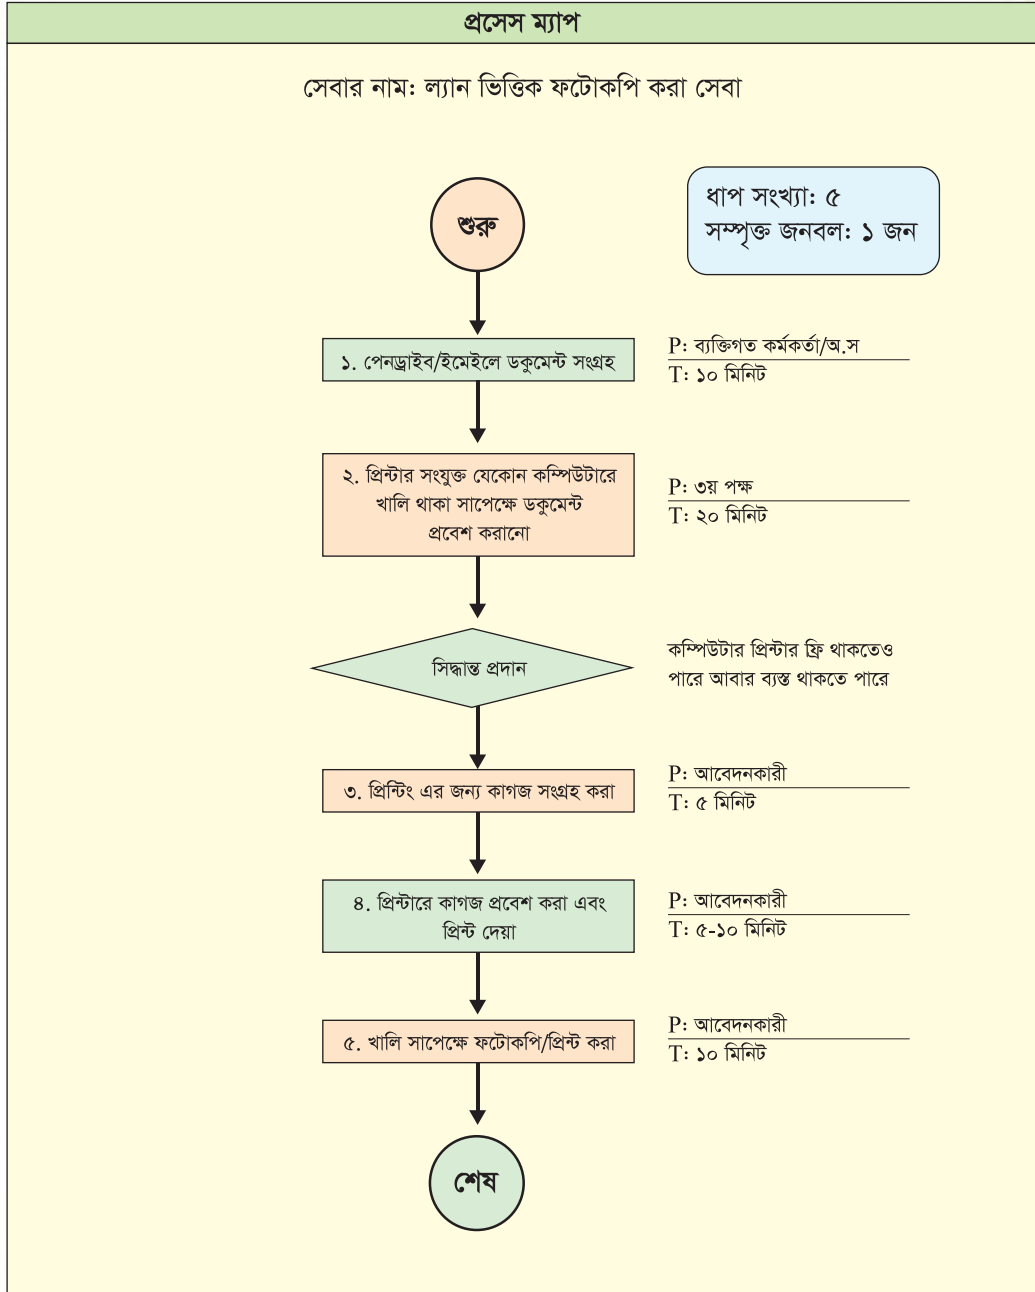 প্রসেস ম্যাপ
সেবার নাম: ল্যান ভিত্তিক ফটোকপি করা সেবা
শুরু
ধাপ সংখ্যা: ৫
সম্পৃক্ত জনবল: ১ জন
১. পেনড্রাইব/ইমেইলে ডকুমেন্ট সংগ্রহ
P: ব্যক্তিগত কর্মকর্তা/অ.স
T: ১০ মিনিট
২. প্রিন্টার সংযুক্ত যেকোন কম্পিউটারে
খালি থাকা সাপেক্ষে ডকুমেন্ট
প্রবেশ করানো
P: ৩য় পক্ষ
T: ২০ মিনিট
সিদ্ধান্ত প্রদান
কম্পিউটার প্রিন্টার ফ্রি থাকতেও
পারে আবার ব্যস্ত থাকতে পারে
৩. প্রিন্টিং এর জন্য কাগজ সংগ্রহ করা
P: আবেদনকারী
T: ৫ মিনিট
৪. প্রিন্টারে কাগজ প্রবেশ করা এবং
প্রিন্ট দেয়া
P: আবেদনকারী
T: ৫-১০ মিনিট
৫. খালি সাপেক্ষে ফটোকপি/প্রিন্ট করা
P: আবেদনকারী
T: ১০ মিনিট
শেষ